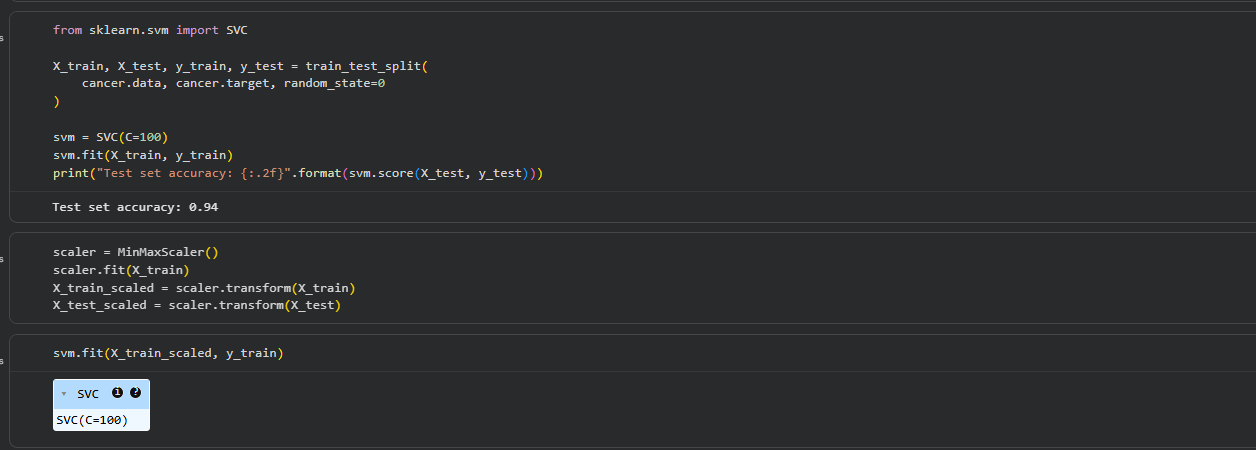 from sklearn.svm import SVC
X_train, X_test, y_train, y_test = train_test_split(
    cancer.data, cancer.target, random_state=0
)
svm = SVC(C=100)
svm.fit(X_train, y_train)
print("Test set accuracy: {:.2f}".format(svm.score(X_test, y_test)))
Test set accuracy: 0.94
scaler = MinMaxScaler()
scaler.fit(X_train)
X_train_scaled = scaler.transform(X_train)
X_test_scaled = scaler.transform(X_test)
svm.fit(X_train_scaled, y_train)
▾ SVC i ?
SVC(C=100)